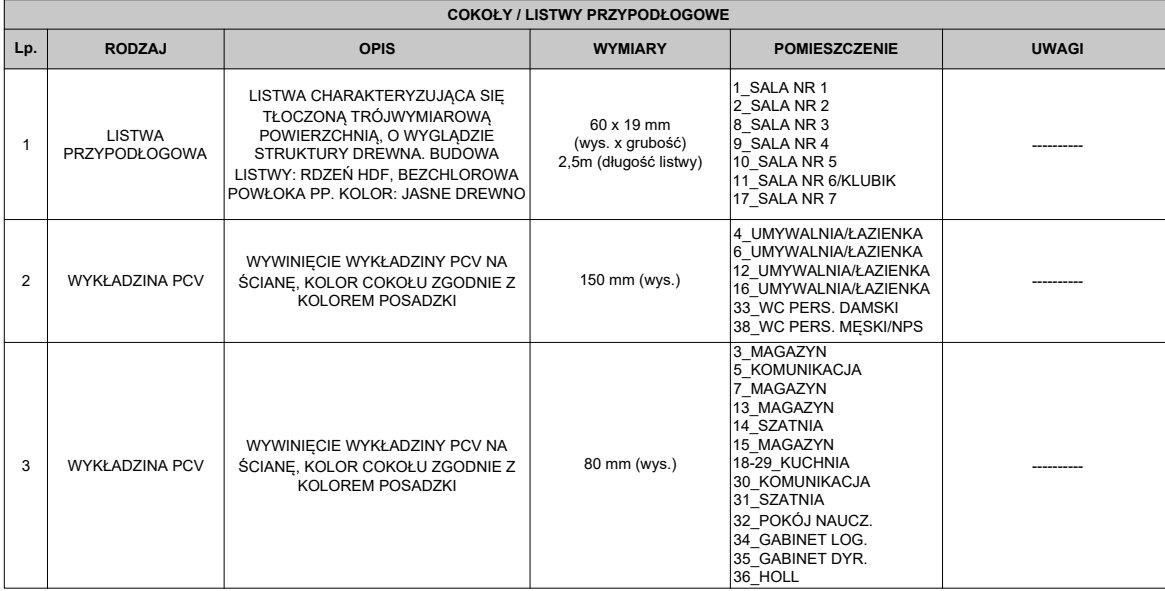 COKOŁY / LISTWY PRZYPODŁOGOWE
Lp. RODZAJ OPIS WYMIARY POMIESZCZENIE UWAGI
1
LISTWA
PRZYPODŁOGOWA
LISTWA CHARAKTERYZUJĄCA SIĘ
TŁOCZONĄ TRÓJWYMIAROWĄ
POWIERZCHNIĄ, O WYGLĄDZIE
STRUKTURY DREWNA. BUDOWA
LISTWY: RDZEŃ HDF, BEZCHLOROWA
POWŁOKA PP. KOLOR: JASNE DREWNO
60 x 19 mm
(wys. x grubość)
2,5m (długość listwy)
1_SALA NR 1
2_SALA NR 2
8_SALA NR 3
9_SALA NR 4
10_SALA NR 5
11_SALA NR 6/KLUBIK
17_SALA NR 7
----------
2
WYKŁADZINA PCV
WYWINIĘCIE WYKŁADZINY PCV NA
ŚCIANĘ, KOLOR COKOŁU ZGODNIE Z
KOLOREM POSADZKI
150 mm (wys.)
4_UMYWALNIA/ŁAZIENKA
6_UMYWALNIA/ŁAZIENKA
12_UMYWALNIA/ŁAZIENKA
16_UMYWALNIA/ŁAZIENKA
33_WC PERS. DAMSKI
38_WC PERS. MĘSKI/NPS
----------
3
WYKŁADZINA PCV
WYWINIĘCIE WYKŁADZINY PCV NA
ŚCIANĘ, KOLOR COKOŁU ZGODNIE Z
KOLOREM POSADZKI
80 mm (wys.)
3_MAGAZYN
5_KOMUNIKACJA
7_MAGAZYN
13_MAGAZYN
14_SZATNIA
15_MAGAZYN
18-29_KUCHNIA
30_KOMUNIKACJA
31_SZATNIA
32_POKÓJ NAUCZ.
34_GABINET LOG.
35_GABINET DYR.
36_HOLL
----------